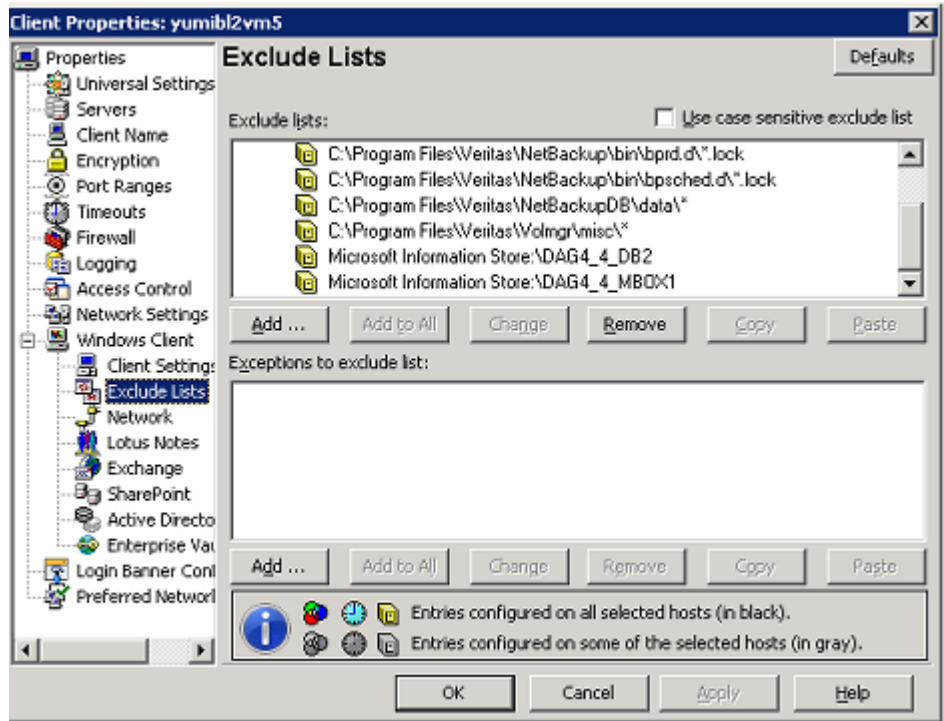 Client Properties: yumibl2vm5
Properties
Universal Settings
Servers
Client Name
Encryption
Port Ranges
Timeouts
Firewall
Logging
Access Control
Network Settings
Windows Client
Client Settings
Exclude Lists
Network
Lotus Notes
Exchange
SharePoint
Active Directo
Enterprise Vau
Login Banner Conf
Preferred Networl
Exclude Lists
Defaults
Exclude lists:
Use case sensitive exclude list
C:\Program Files\Veritas\NetBackup\bin\bprd.d\*.lock
C:\Program Files\Veritas\NetBackup\bin\bpsched.d\*.lock
C:\Program Files\Veritas\NetBackupDB\data\*
C:\Program Files\Veritas\Volmgr\misc\*
Microsoft Information Store:\DAG4_4_DB2
Microsoft Information Store:\DAG4_4_MBOX1
Add ... Add to All Change Remove Copy Paste
Exceptions to exclude list:
Add ... Add to All Change Remove Copy Paste
Entries configured on all selected hosts (in black).
Entries configured on some of the selected hosts (in gray).
OK Cancel Apply Help